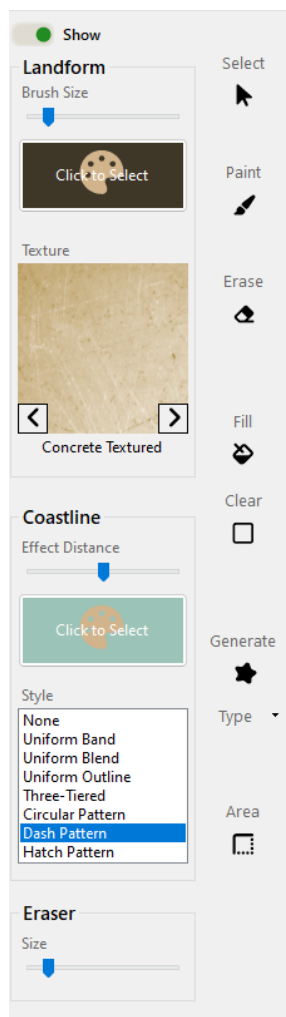 Show
Landform
Brush Size
Click to Select
Texture
Concrete Textured
Coastline
Effect Distance
Click to Select
Style
None
Uniform Band
Uniform Blend
Uniform Outline
Three-Tiered
Circular Pattern
Dash Pattern
Hatch Pattern
Eraser
Size
Select
Paint
Erase
Fill
Clear
Generate
Type
Area